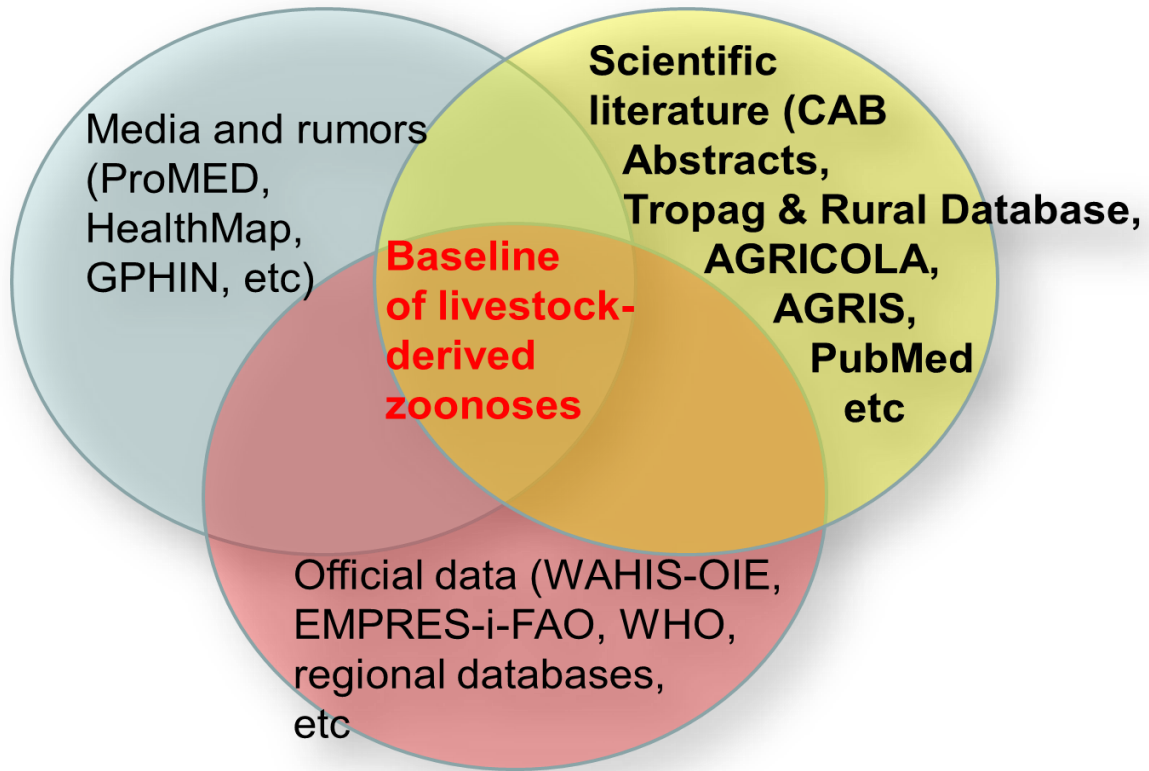 Media and rumors
(ProMED,
HealthMap,
GPHIN, etc)
Scientific
literature (CAB
Abstracts,
Tropag & Rural Database,
AGRICOLA,
AGRIS,
PubMed
etc
Baseline
of livestock-
derived
zoonoses
Official data (WAHIS-OIE,
EMPRES-i-FAO, WHO,
regional databases,
etc